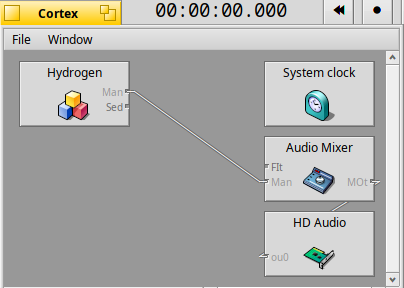 Cortex
00:00:00.000
File Window
Hydrogen
Man
Sed
System clock
Audio Mixer
FIt
Man MOt
HD Audio
ou0